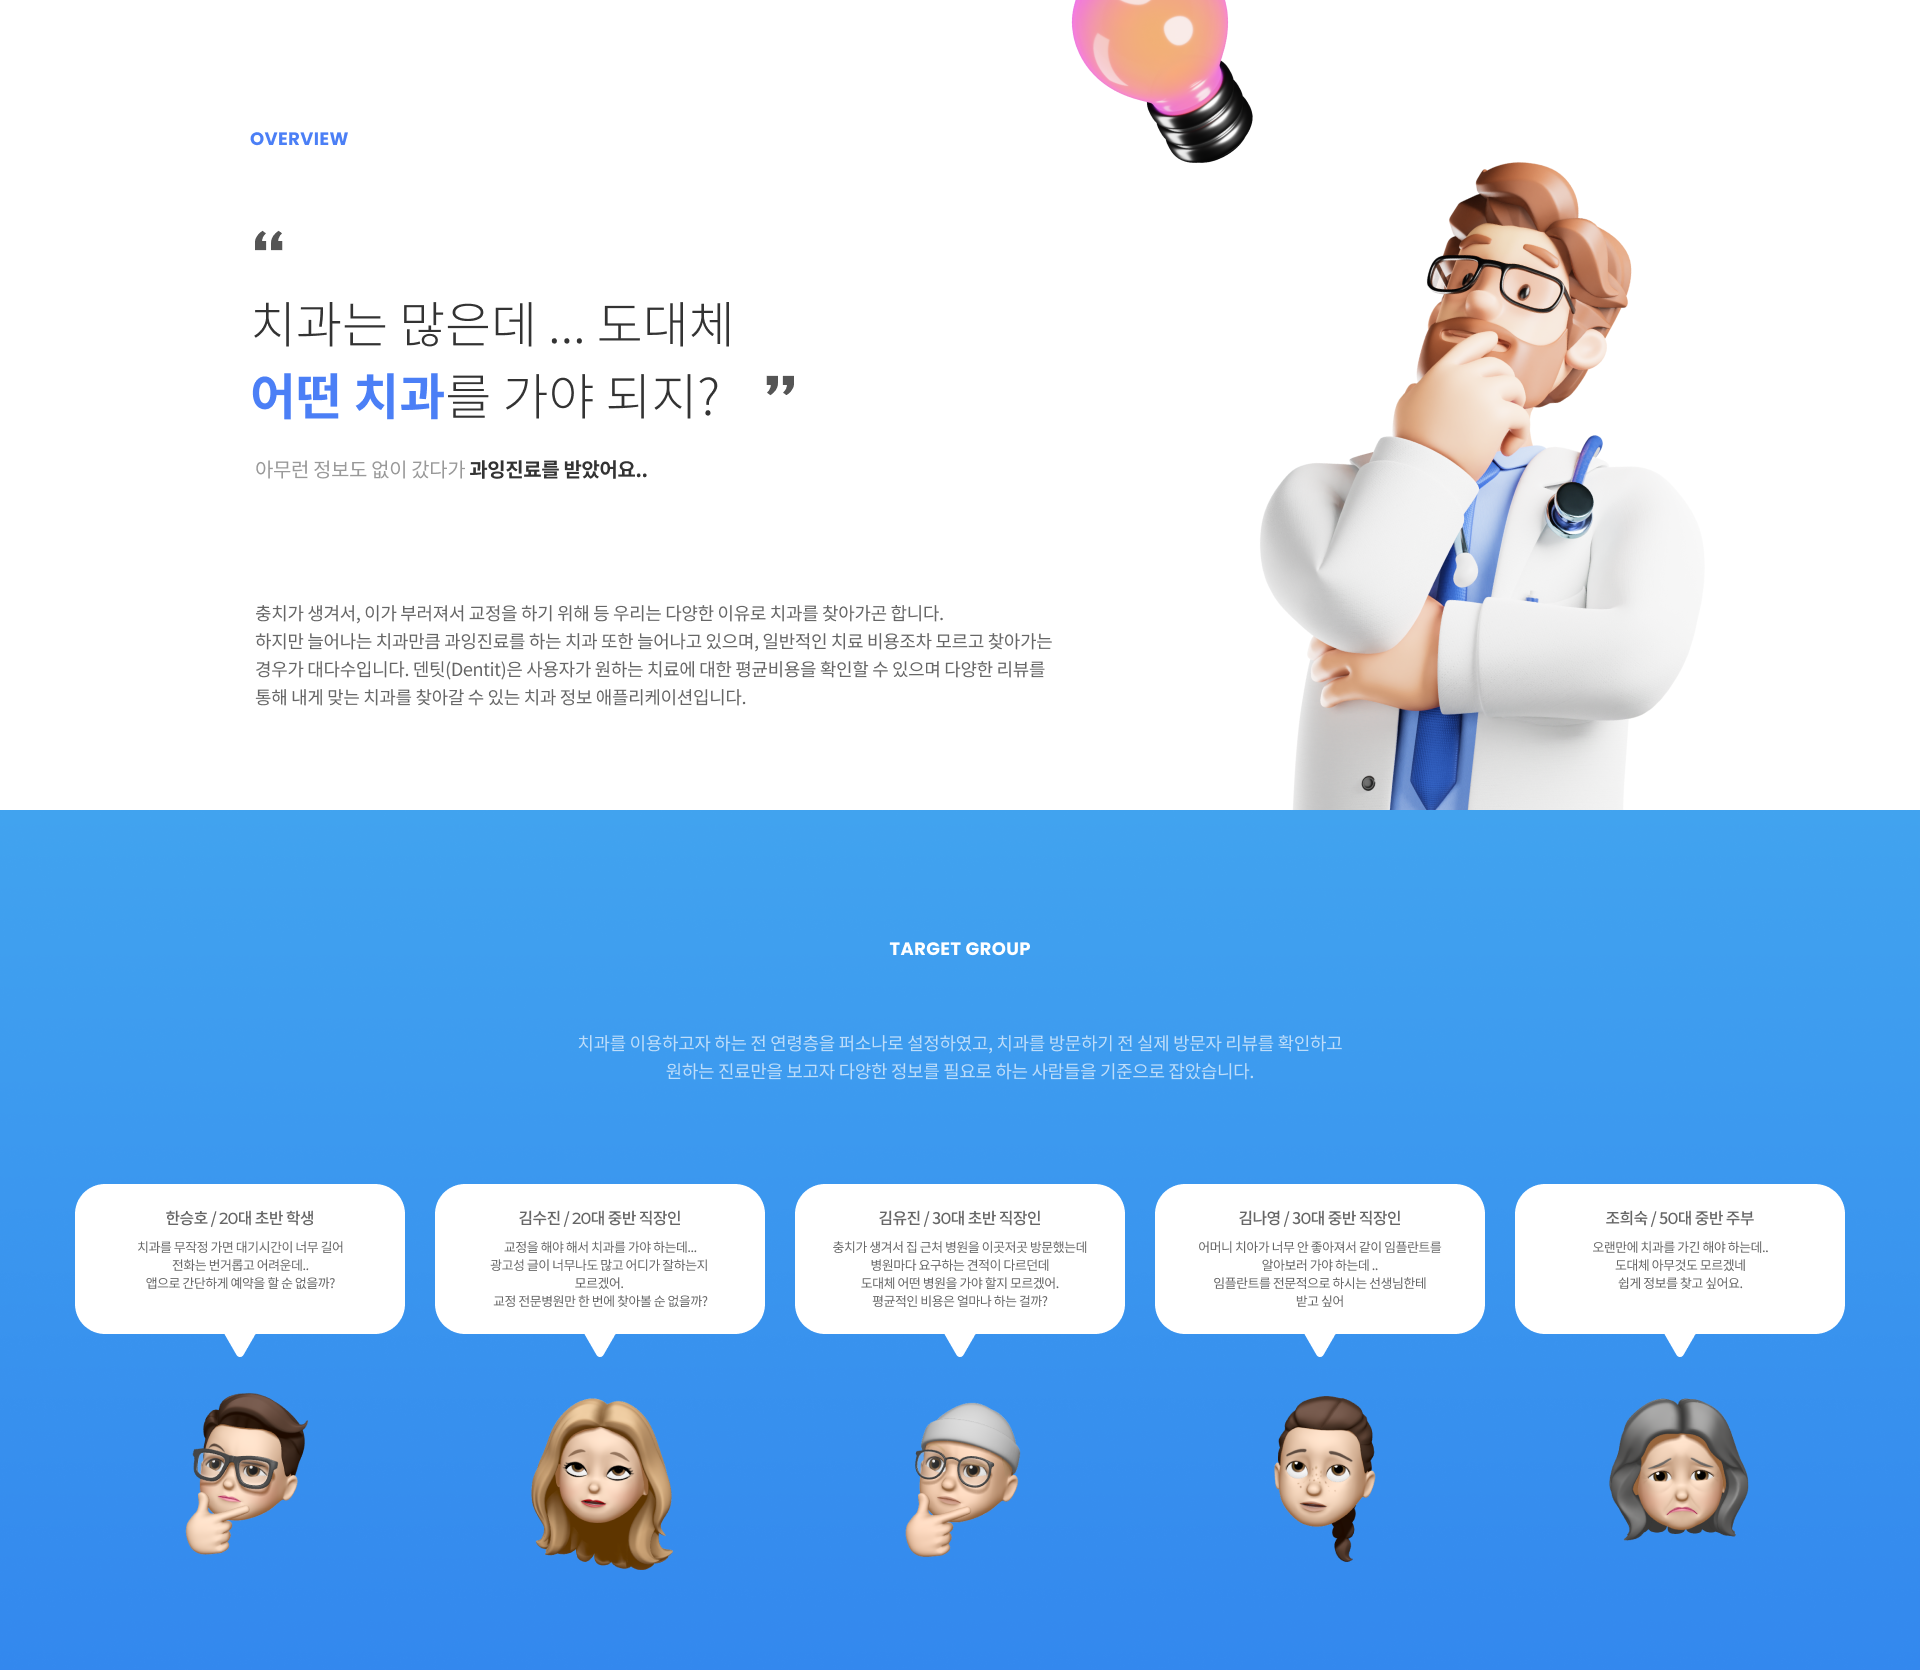 OVERVIEW
“
치과는 많은데 ... 도대체
어떤 치과를 가야 되지? ”
아무런 정보도 없이 갔다가 과잉진료를 받았어요..
충치가 생겨서, 이가 부러져서 교정을 하기 위해 등 우리는 다양한 이유로 치과를 찾아가곤 합니다.
하지만 늘어나는 치과만큼 과잉진료를 하는 치과 또한 늘어나고 있으며, 일반적인 치료 비용조차 모르고 찾아가는
경우가 대다수입니다. 덴팃(Dentit)은 사용자가 원하는 치료에 대한 평균비용을 확인할 수 있으며 다양한 리뷰를
통해 내게 맞는 치과를 찾아갈 수 있는 치과 정보 애플리케이션입니다.
TARGET GROUP
치과를 이용하고자 하는 전 연령층을 퍼소나로 설정하였고, 치과를 방문하기 전 실제 방문자 리뷰를 확인하고
원하는 진료만을 보고자 다양한 정보를 필요로 하는 사람들을 기준으로 잡았습니다.
한승호 / 20대 초반 학생
치과를 무작정 가면 대기시간이 너무 길어
전화는 번거롭고 어려운데..
앱으로 간단하게 예약을 할 순 없을까?
김수진 / 20대 중반 직장인
교정을 해야 해서 치과를 가야 하는데...
광고성 글이 너무나도 많고 어디가 잘하는지
모르겠어.
교정 전문병원만 한 번에 찾아볼 순 없을까?
김유진 / 30대 초반 직장인
충치가 생겨서 집 근처 병원을 이곳저곳 방문했는데
병원마다 요구하는 견적이 다르던데
도대체 어떤 병원을 가야 할지 모르겠어.
평균적인 비용은 얼마나 하는 걸까?
김나영 / 30대 중반 직장인
어머니 치아가 너무 안 좋아져서 같이 임플란트를
알아보러 가야 하는데 ..
임플란트를 전문적으로 하시는 선생님한테
받고 싶어
조희숙 / 50대 중반 주부
오랜만에 치과를 가긴 해야 하는데..
도대체 아무것도 모르겠네
쉽게 정보를 찾고 싶어요.